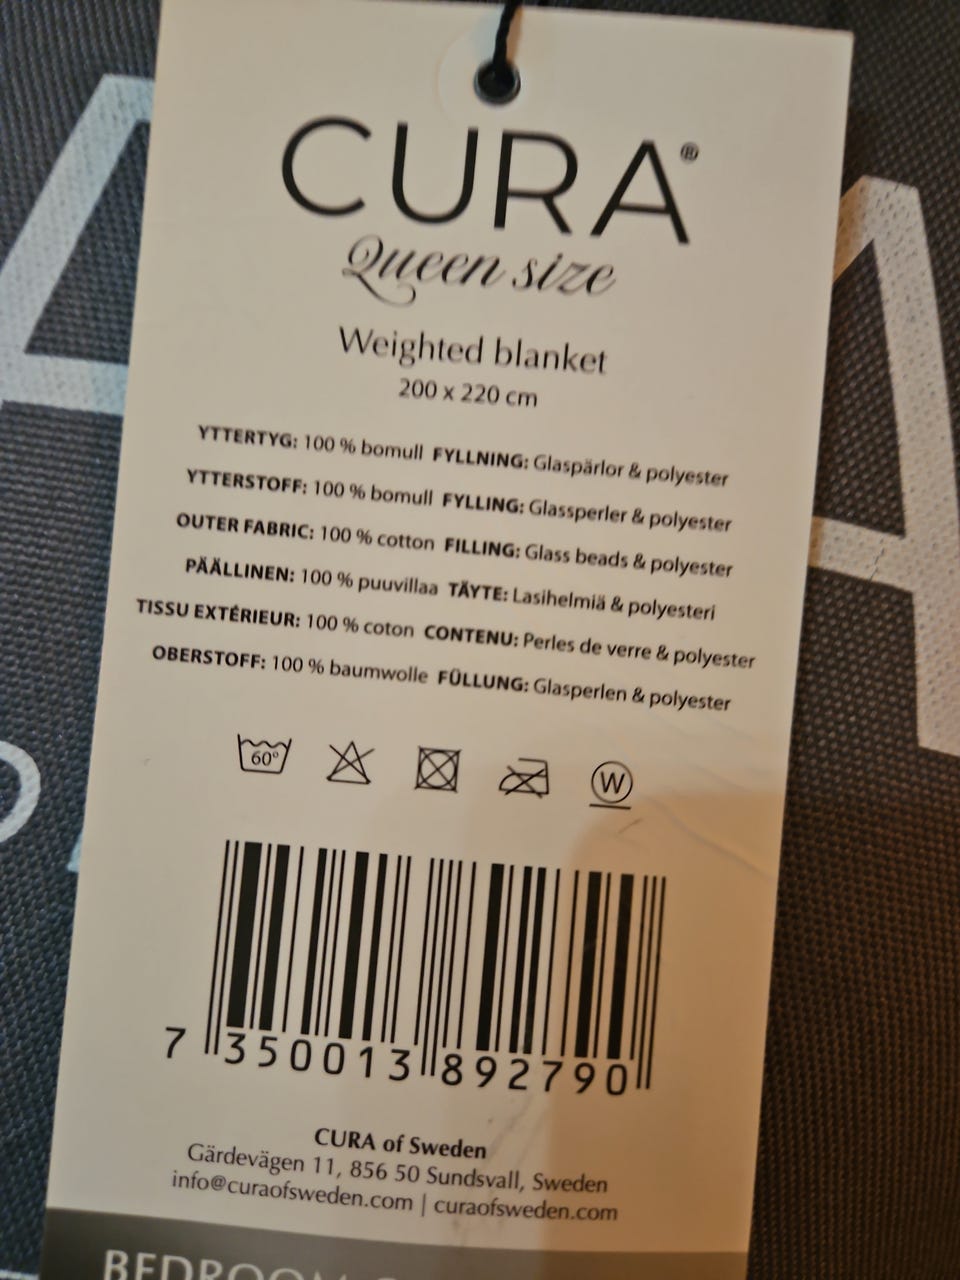 CURA®
Queen size
Weighted blanket
200 x 220 cm
YTTERTYG: 100 % bomull FYLLNING: Glaspärlor & polyester
YTTERSTOFF: 100 % bomull FYLLING: Glassperler & polyester
OUTER FABRIC: 100 % cotton FILLING: Glass beads & polyester
PÄÄLLINEN: 100 % puuvillaa TÄYTE: Lasihelmiä & polyesteri
TISSU EXTÉRIEUR: 100 % coton CONTENU: Perles de verre & polyester
OBERSTOFF: 100 % baumwolle FÜLLUNG: Glasperlen & polyester
60° W
7 350013 892790
CURA of Sweden
Gärdevägen 11, 856 50 Sundsvall, Sweden
info@curaofsweden.com | curaofsweden.com
BEDROOM